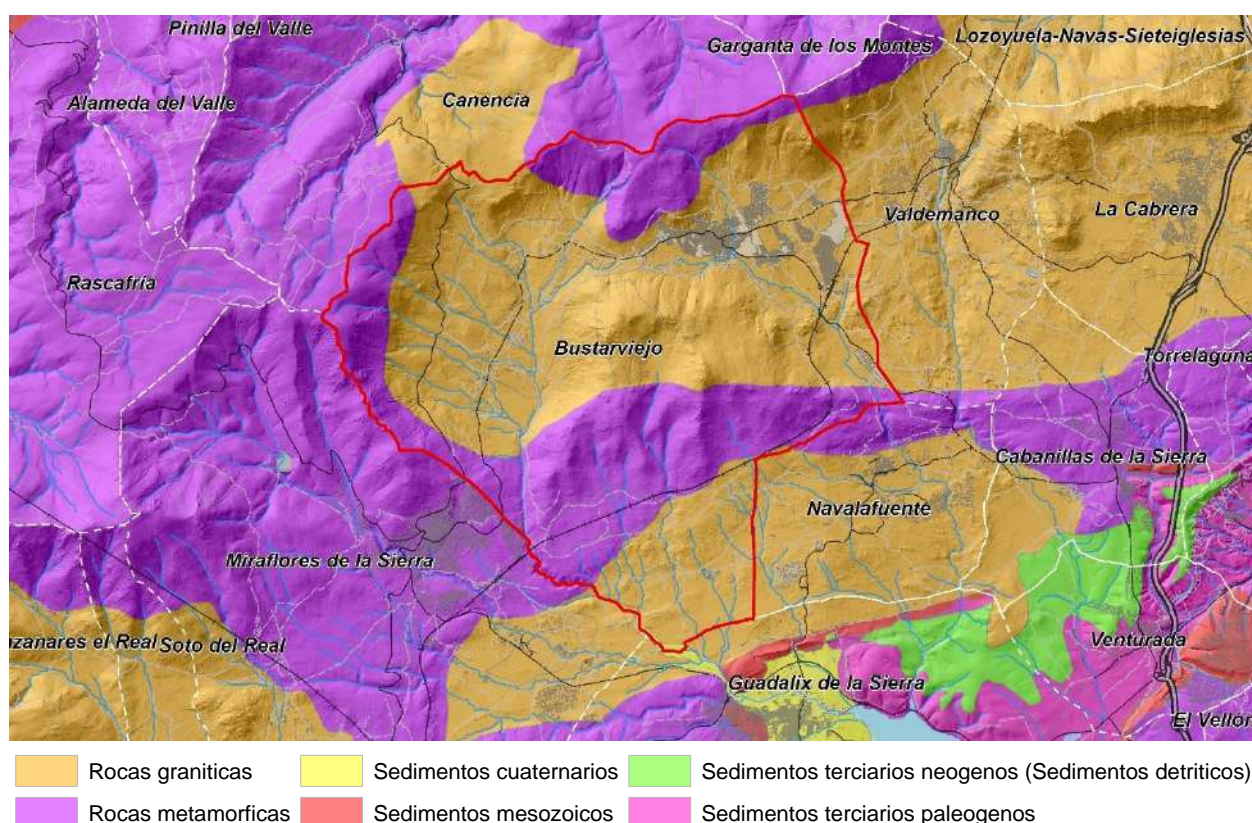 Pinilla del Valle
Garganta de los Montes
Lozoyuela-Navas-Sieteiglesias
Alameda del Valle
Canencia
Valdemanco
La Cabrera
Rascafría
Bustarviejo
Torrelaguna
Cabanillas de la Sierra
Navalafuente
Miraflores de la Sierra
nzanares el Real
Soto del Real
Venturada
Guadalix de la Sierra
El Vellón
Rocas graniticas
Sedimentos cuaternarios
Sedimentos terciarios neogenos (Sedimentos detriticos)
Rocas metamorficas
Sedimentos mesozoicos
Sedimentos terciarios paleogenos